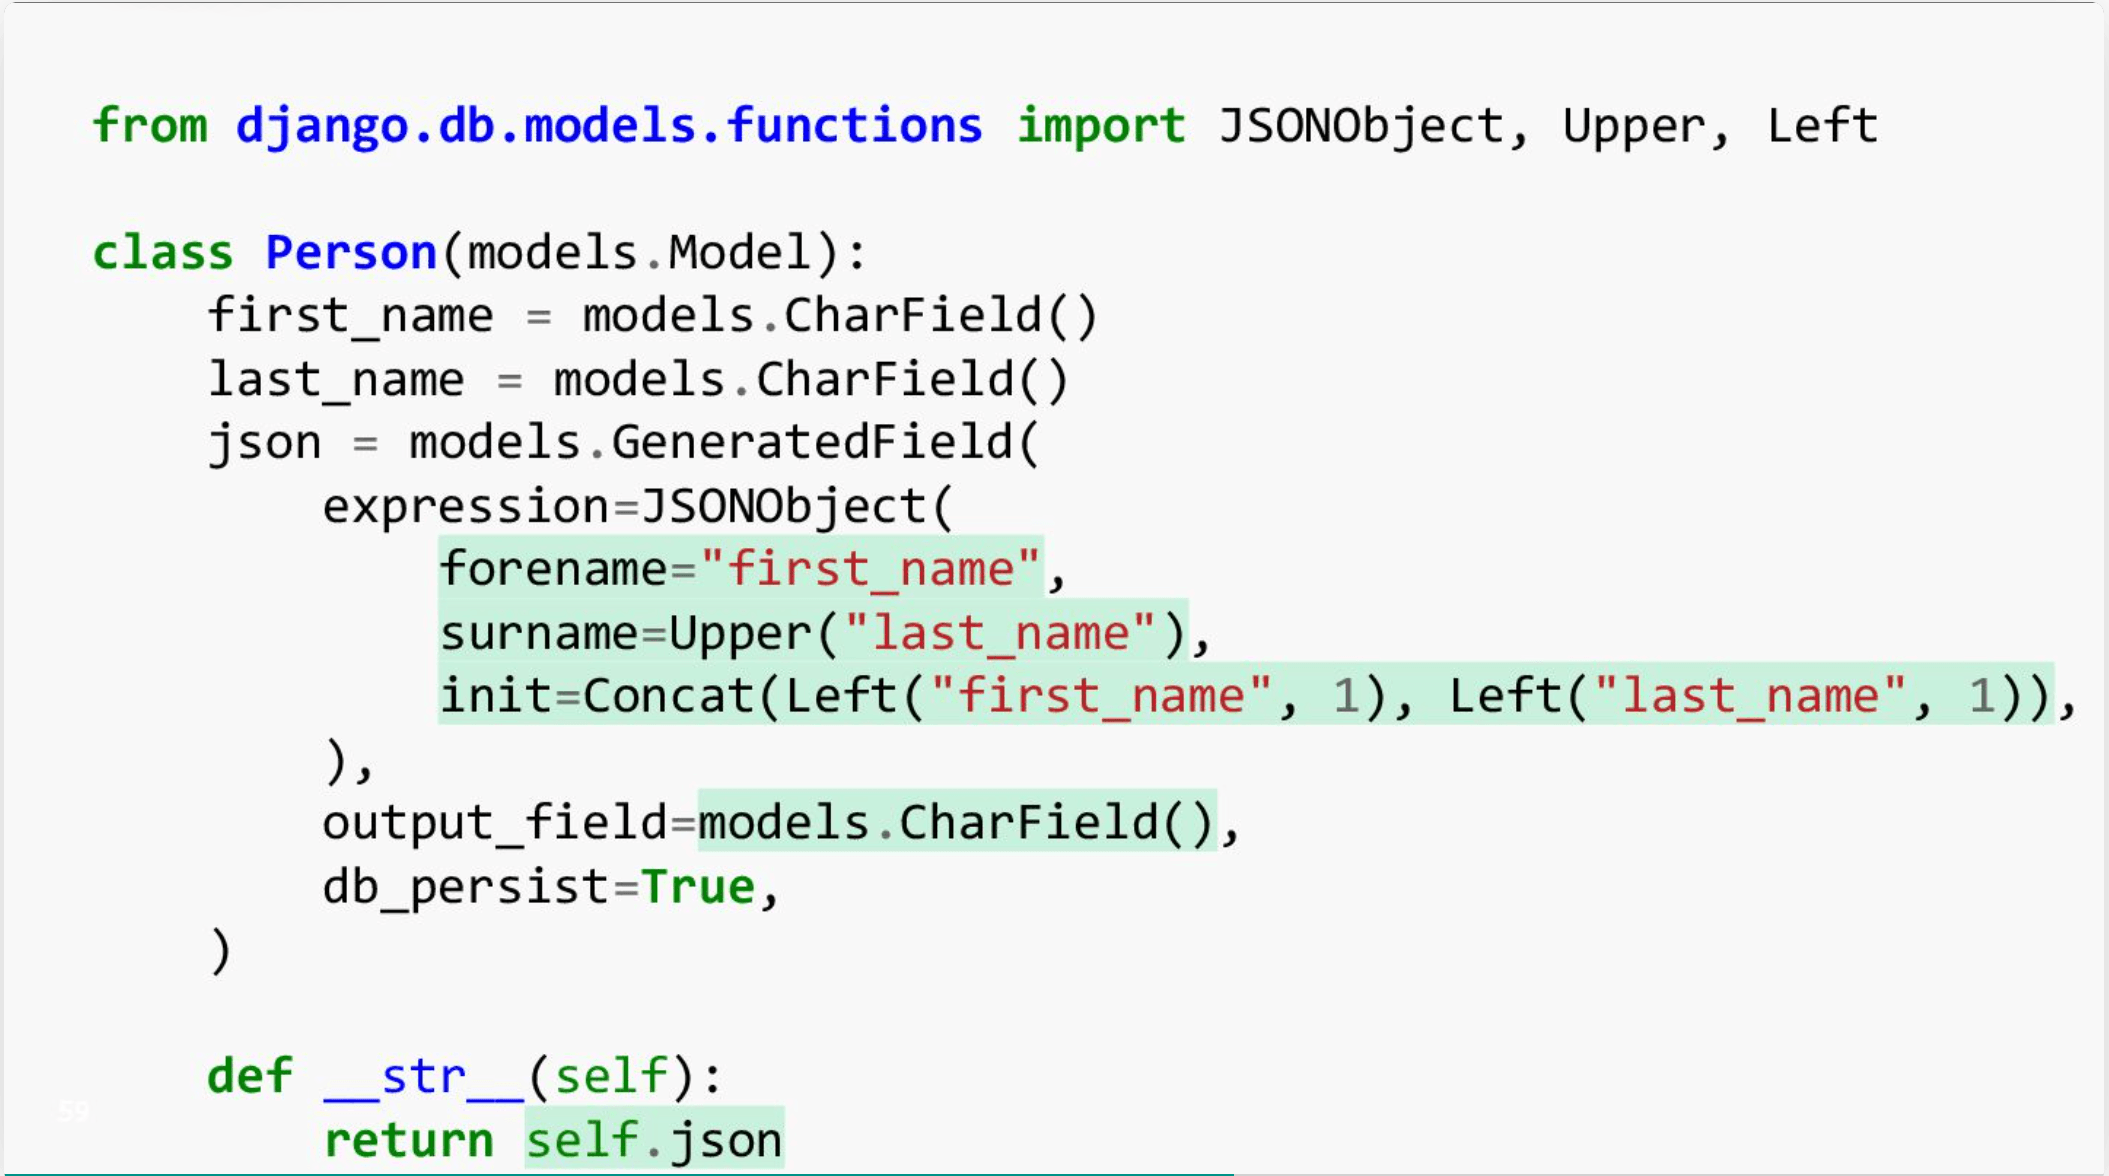 from django.db.models.functions import JSONObject, Upper, Left
class Person(models.Model):
    first_name = models.CharField()
    last_name = models.CharField()
    json = models.GeneratedField(
        expression=JSONObject(
            forename="first_name",
            surname=Upper("last_name"),
            init=Concat(Left("first_name", 1), Left("last_name", 1)),
        ),
        output_field=models.CharField(),
        db_persist=True,
    )
    def __str__(self):
        return self.json
59